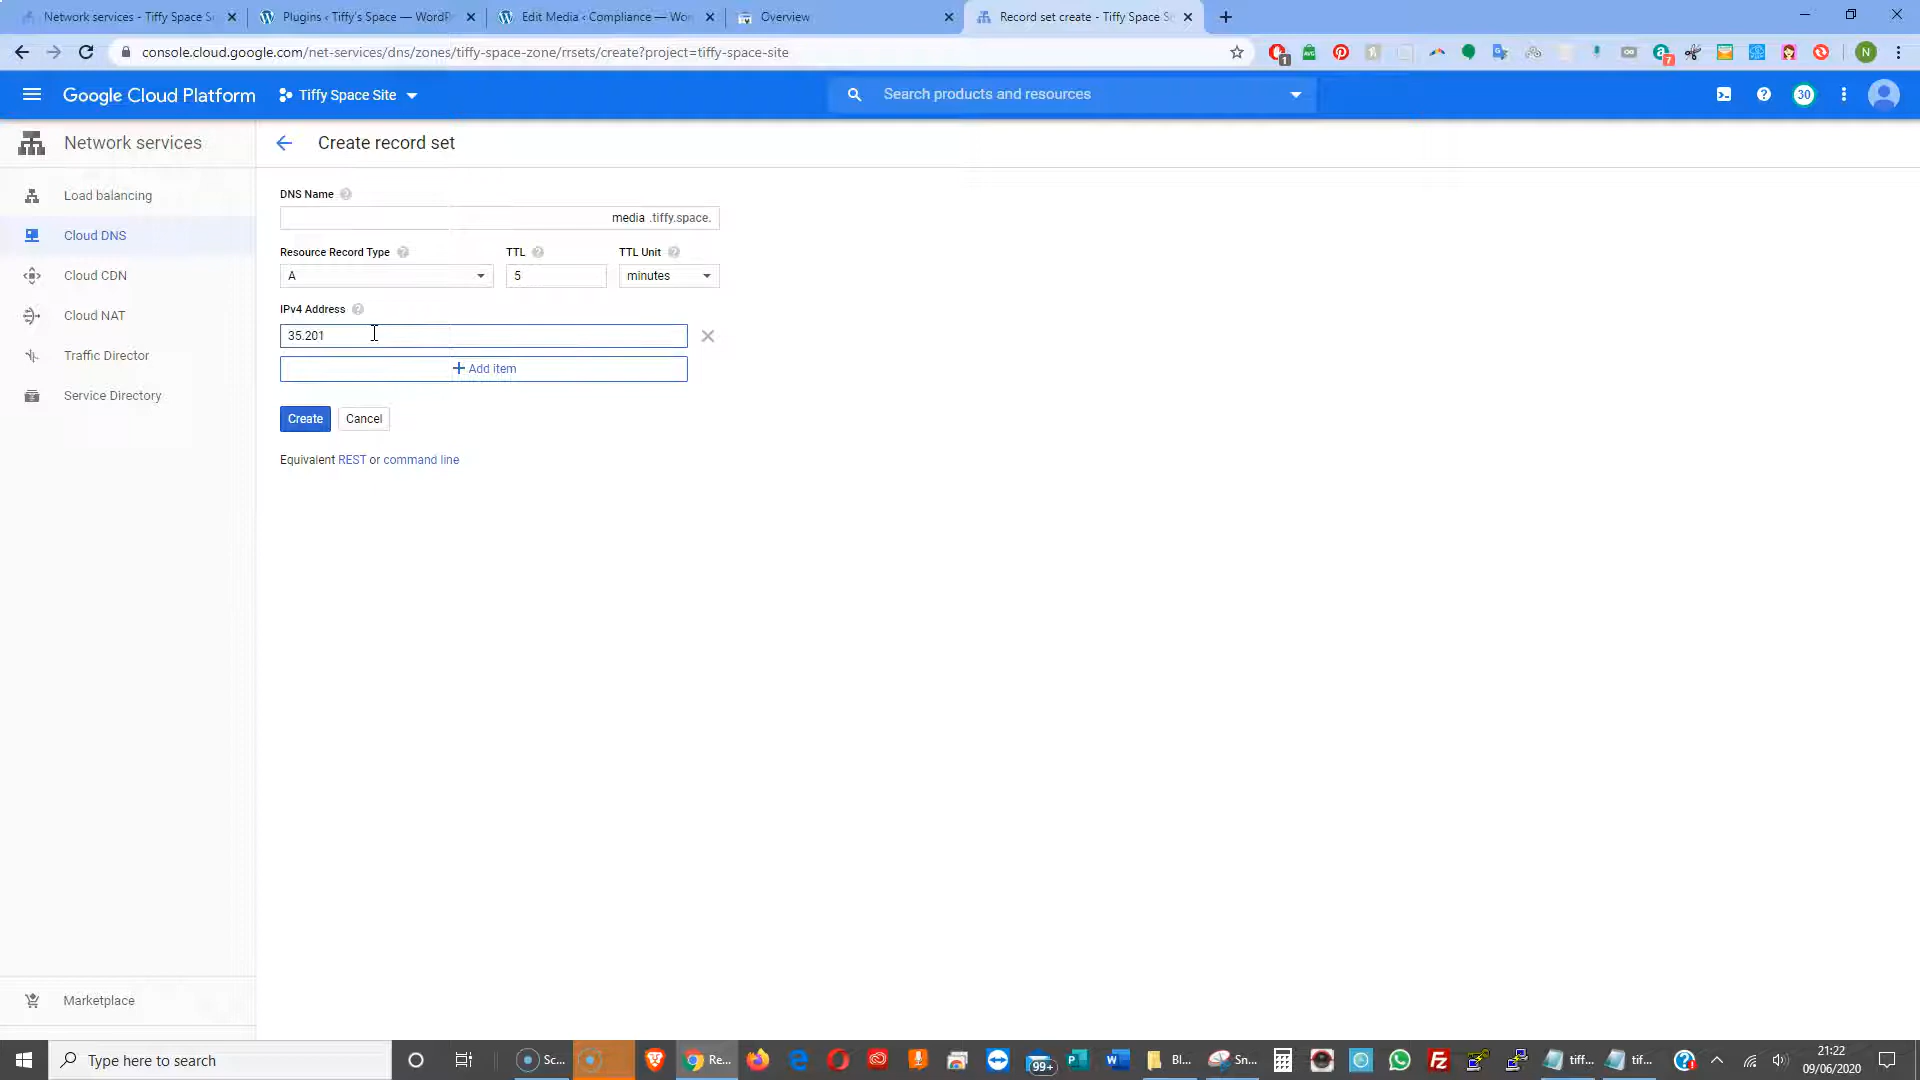 Network services - Tiffy Space S
Plugins ‹ Tiffy's Space — WordP
Edit Media ‹ Compliance — Wor
Overview
Record set create - Tiffy Space S
console.cloud.google.com/net-services/dns/zones/tiffy-space-zone/rrsets/create?project=tiffy-space-site
1
7
N
Google Cloud Platform
Tiffy Space Site
Search products and resources
30
Network services
Create record set
Load balancing
Cloud DNS
Cloud CDN
Cloud NAT
Traffic Director
Service Directory
DNS Name
media .tiffy.space.
Resource Record Type
TTL
TTL Unit
A
5
minutes
IPv4 Address
35.201
Add item
Create
Cancel
Equivalent REST or command line
Marketplace
Type here to search
Sc...
Re...
99+
Bl...
Sn...
tiff...
tif...
21:22
09/06/2020